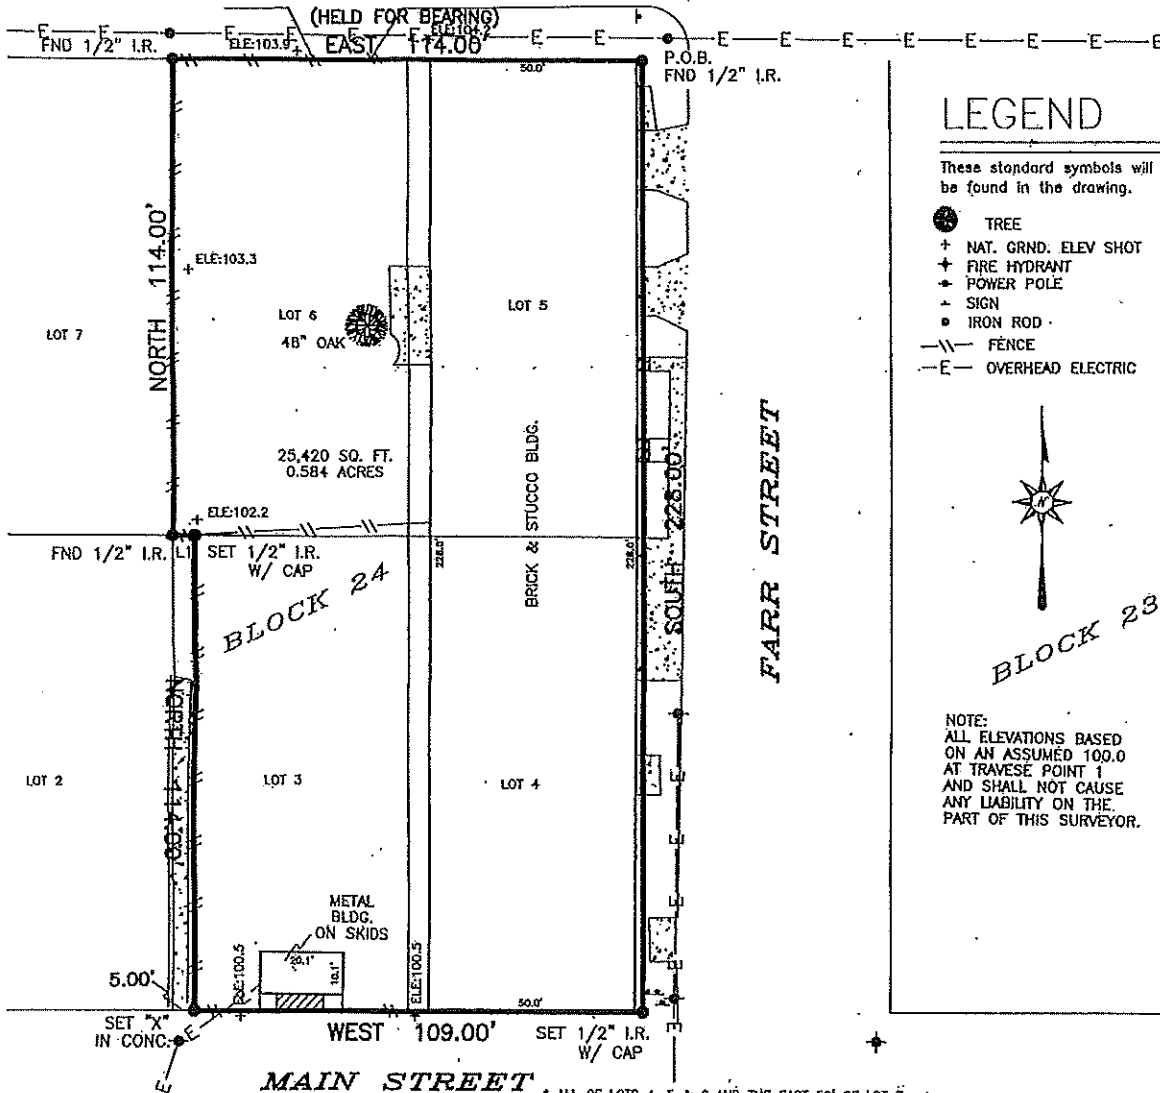 (HELD FOR BEARING)
E E E E E E E E E E E E E E
FND 1/2" I.R.
ELE:103.9
EAST 114.00'
ELE:104.2
50.0'
P.O.B.
FND 1/2" I.R.
LEGEND
These standard symbols will
be found in the drawing.
TREE
NAT. GRND. ELEV SHOT
FIRE HYDRANT
POWER POLE
SIGN
IRON ROD
FENCE
E OVERHEAD ELECTRIC
NORTH 114.00'
ELE:103.3
LOT 7
LOT 6
48" OAK
LOT 5
25,420 SQ. FT.
0.584 ACRES
BRICK & STUCCO BLDG.
228.0'
228.0'
SOUTH 228.00'
FARR STREET
N
ELE:102.2
FND 1/2" I.R.
L1
SET 1/2" I.R.
W/ CAP
BLOCK 24
BLOCK 23
NOTE:
ALL ELEVATIONS BASED
ON AN ASSUMED 100.0
AT TRAVESE POINT 1
AND SHALL NOT CAUSE
ANY LIABILITY ON THE
PART OF THIS SURVEYOR.
NORTH 114.00'
LOT 2
LOT 3
LOT 4
METAL
BLDG.
ON SKIDS
20.1'
10.1'
5.00'
ELE:100.5
ELE:100.5
50.0'
E
E
E
E
E
SET "X"
IN CONC.
E
E
WEST 109.00'
SET 1/2" I.R.
W/ CAP
MAIN STREET